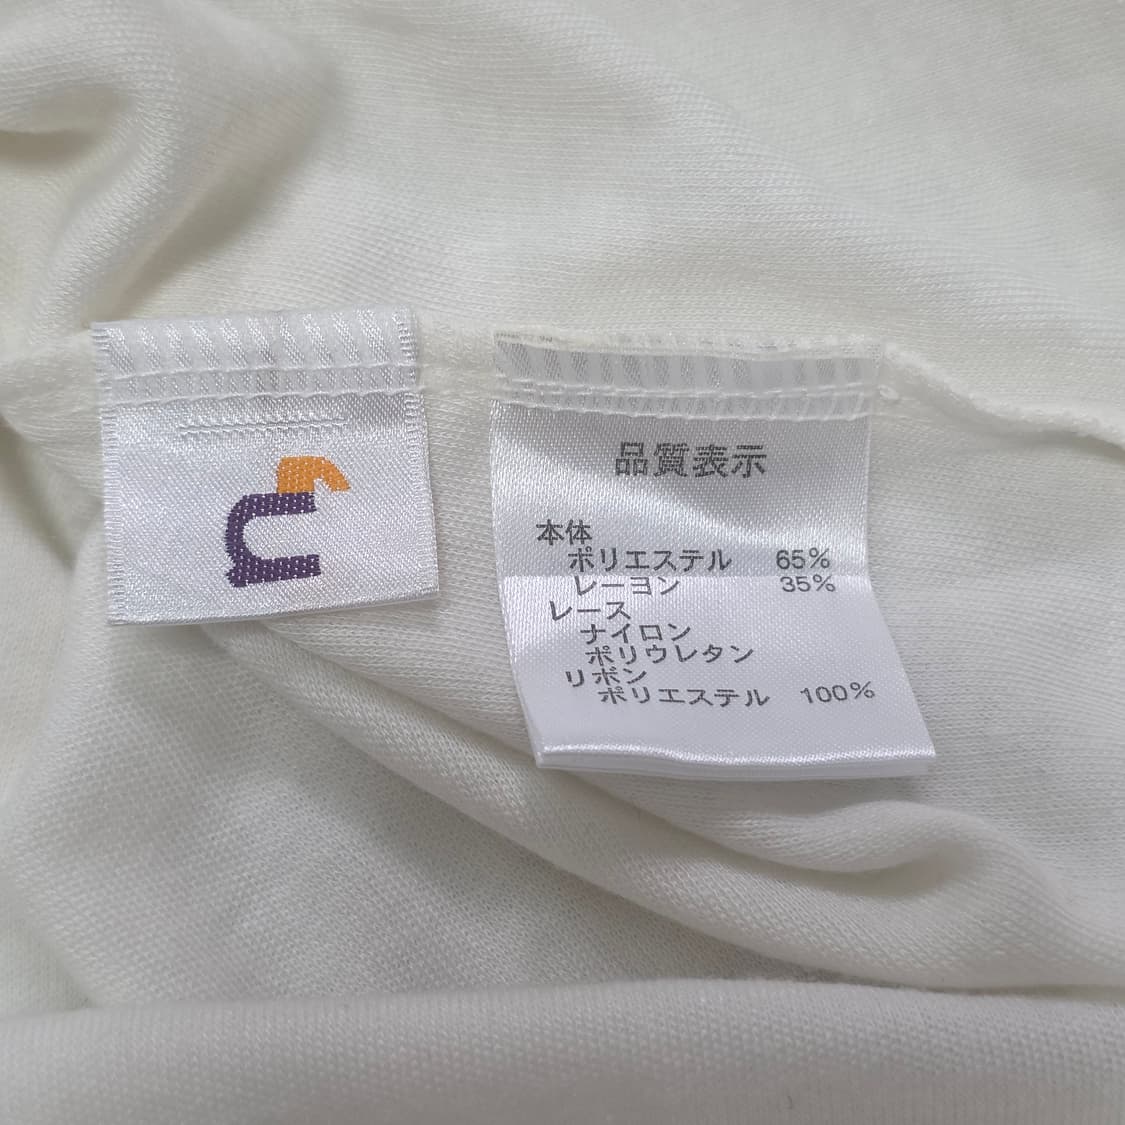 品質表示
本体
ポリエステル 65%
レーヨン 35%
レース
ナイロン
ポリウレタン
リボン
ポリエステル 100%